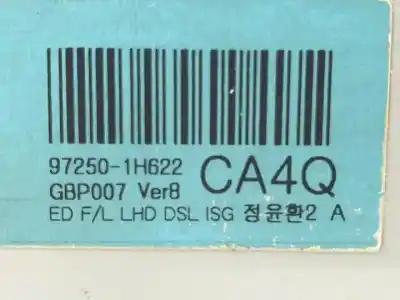 97250-1H622 CA4Q
GBP007 Ver8
ED F/L LHD DSL ISG 정윤환2 A